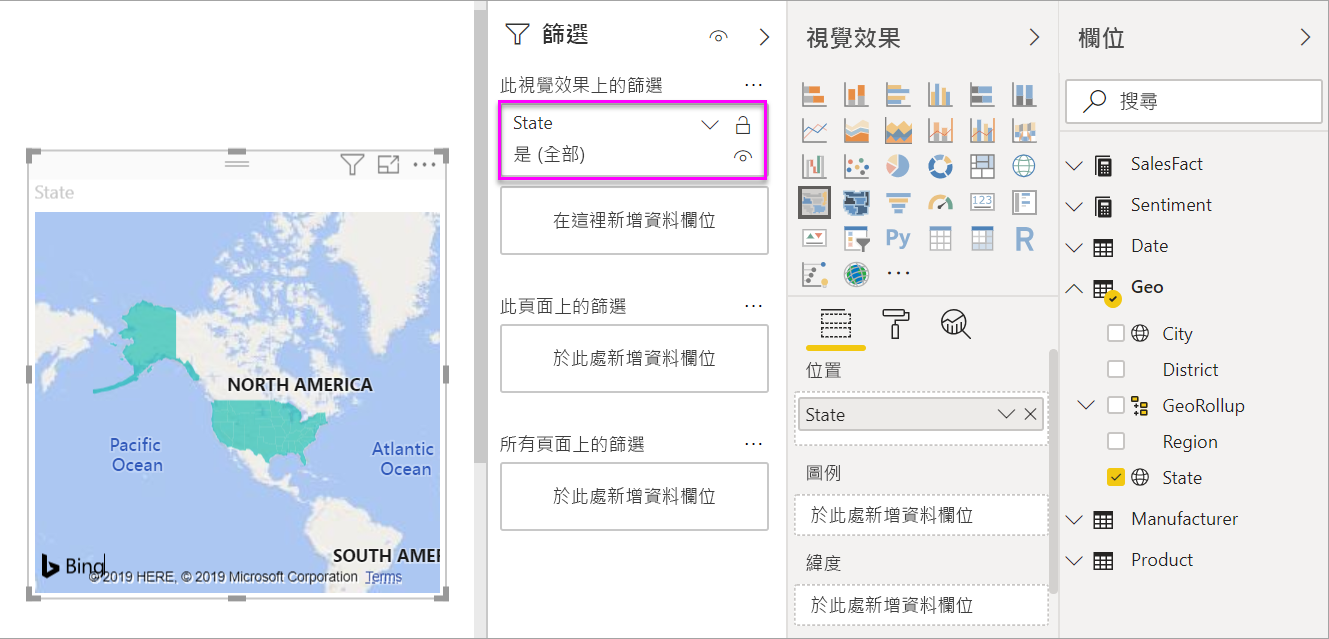 State
NORTH AMERICA
Pacific
Ocean
Atlantic
Ocean
SOUTH AMER
Bing
© 2019 HERE, © 2019 Microsoft Corporation Terms
篩選
此視覺效果上的篩選
State
是 (全部)
在這裡新增資料欄位
此頁面上的篩選
於此處新增資料欄位
所有頁面上的篩選
於此處新增資料欄位
視覺效果
123
Py
R
位置
State
圖例
於此處新增資料欄位
緯度
於此處新增資料欄位
欄位
搜尋
SalesFact
Sentiment
Date
Geo
City
District
GeoRollup
Region
State
Manufacturer
Product